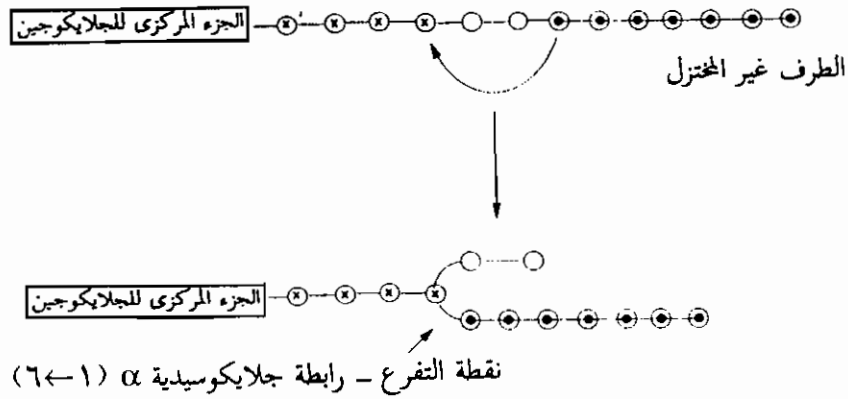 الجزء المركزى للجلايكوجين
الطرف غير المختزل
الجزء المركزى للجلايكوجين
نقطة التفرع – رابطة جلايكوسيدية α (١←٦)